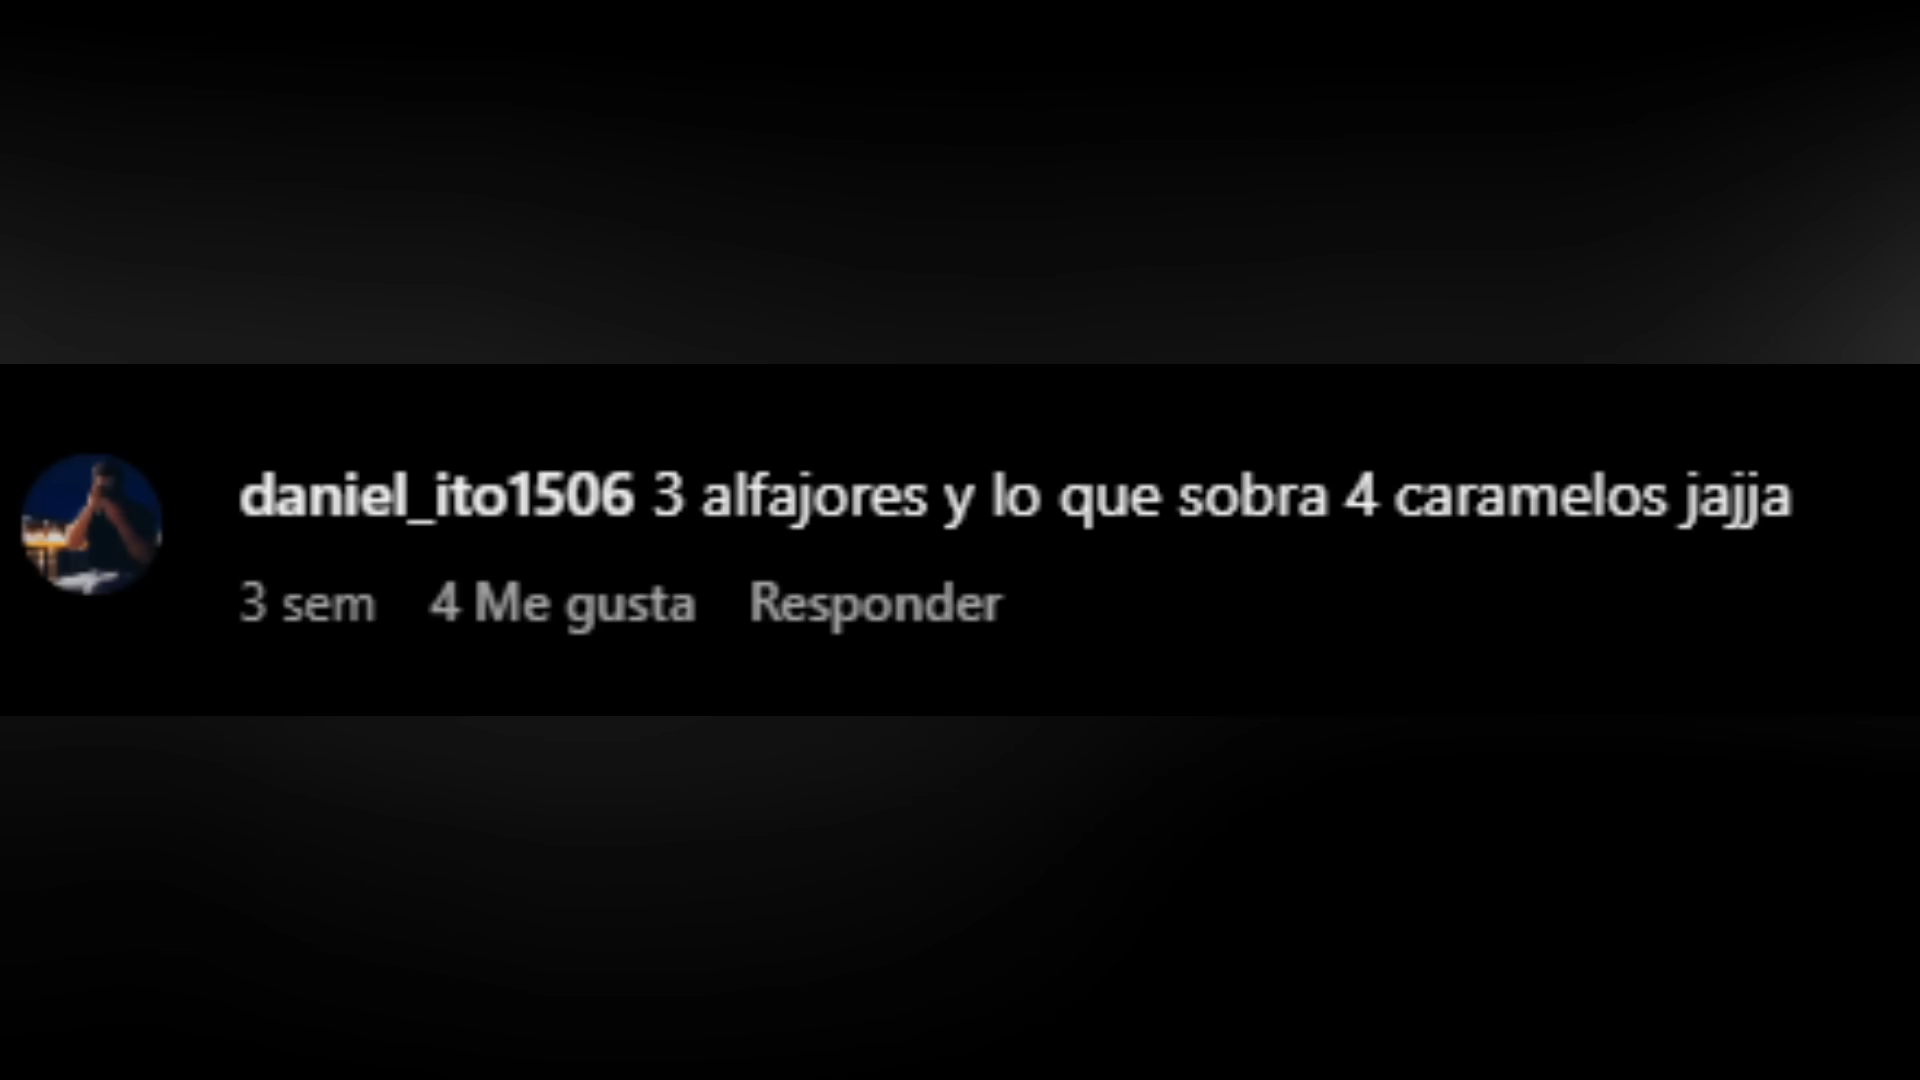 daniel_ito1506 3 alfajores y lo que sobra 4 caramelos jajja
3 sem 4 Me gusta Responder